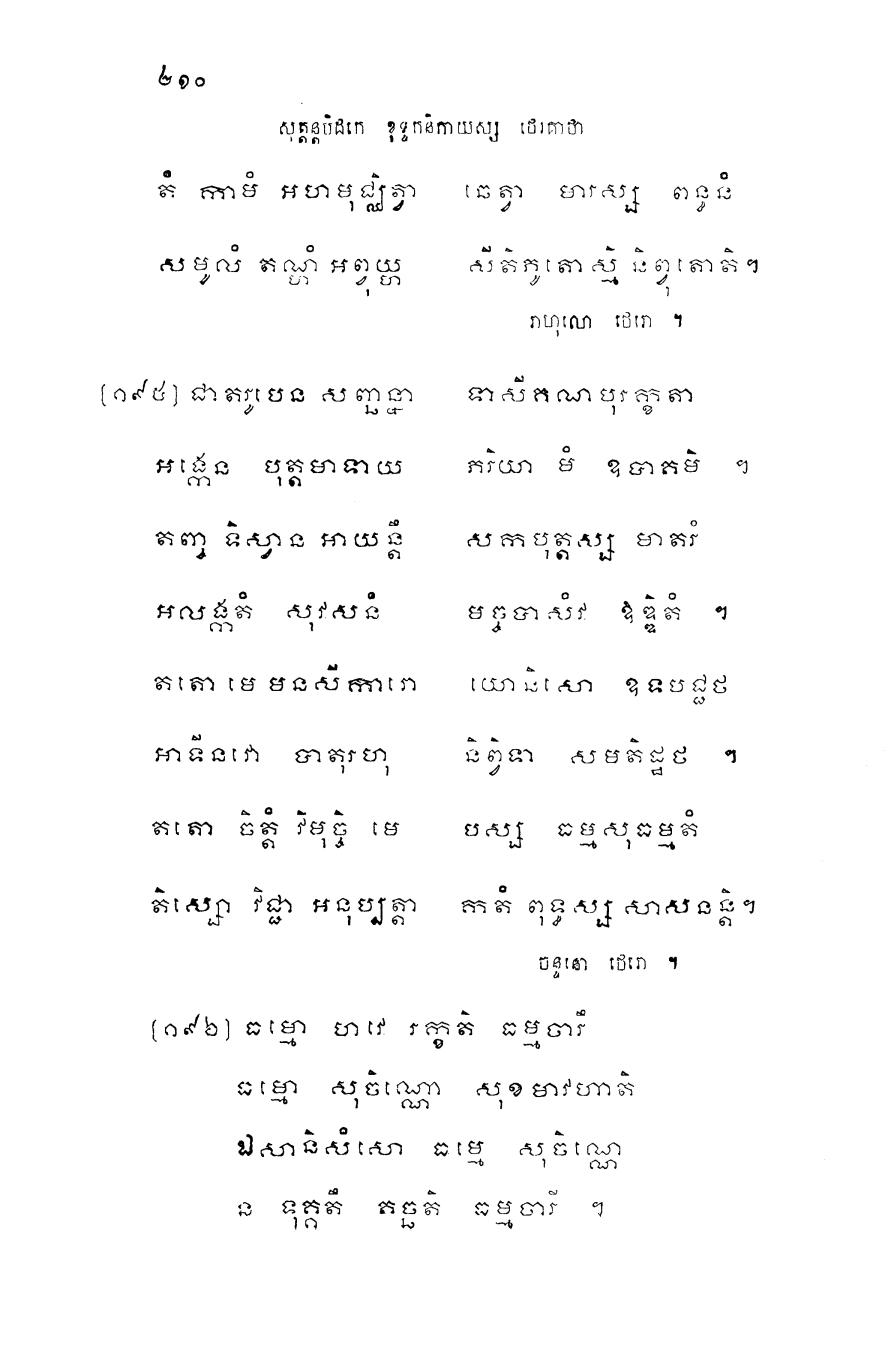 ២១០
សុត្តន្តបិដកេ ខុទ្ទកនិកាយស្ស ថេរគាថា
តំ កាមំ អហមុជ្ឈិត្វា ឆេត្វា មារស្ស ពន្ធនំ
សមូលំ តណ្ហំ អព្វុយ្ហ សីតិភូតោស្មិ និព្វុតោតិ។
រាហុលោ ថេរោ ។
[១៩៥] ជាតរូបេន សញ្ឆន្នា ទាសីគណបុរក្ខតា
អង្កេន បុត្តមាទាយ ភរិយា មំ ឧបាគមិ ។
តញ្ច ទិស្វាន អាយន្តឹ សកបុត្តស្ស មាតរំ
អលង្កតំ សុវសនំ មច្ចបាសំវ ឱឌ្ឌិតំ ។
តតោ មេ មនសីការោ យោនិសោ ឧទបជ្ជថ
អាទីនវោ បាតុរហុ និព្វិទា សមតិដ្ឋថ ។
តតោ ចិត្តំ វិមុច្ចិ មេ បស្ស ធម្មសុធម្មតំ
តិស្សោ វិជ្ជា អនុប្បត្តា កតំ ពុទ្ធស្ស សាសនន្តិ។
ចន្ទនោ ថេរោ ។
[១៩៦] ធម្មោ ហវេ រក្ខតិ ធម្មចារឹ
ធម្មោ សុចិណ្ណោ សុខមាវហាតិ
ឯសានិសំសោ ធម្មេ សុចិណ្ណេ
ន ទុគ្គតឹ គច្ឆតិ ធម្មចារី ។